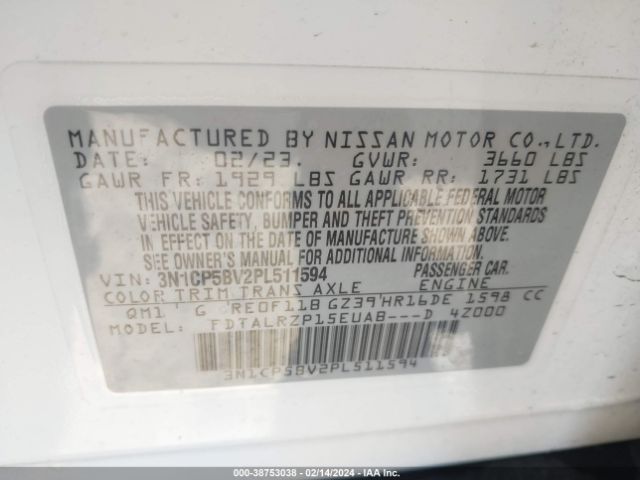 MANUFACTURED BY NISSAN MOTOR CO.,LTD.
DATE: 02/23. GVWR: 3660 LBS
GAWR FR: 1929 LBS GAWR RR: 1731 LBS
THIS VEHICLE CONFORMS TO ALL APPLICABLE FEDERAL MOTOR
VEHICLE SAFETY, BUMPER AND THEFT PREVENTION STANDARDS
IN EFFECT ON THE DATE OF MANUFACTURE SHOWN ABOVE.
SEE OWNER'S MANUAL FOR ADDITIONAL INFORMATION.
VIN: 3N1CP5BV2PL511594 PASSENGER CAR.
COLOR TRIM TRANS AXLE ENGINE
QM1 G RE0F11B GZ39 HR16DE 1598 CC
MODEL: FDTALRZP15EUAB---D 4Z000
3N1CP5BV2PL511594
000-38753038 - 02/14/2024 - IAA Inc.